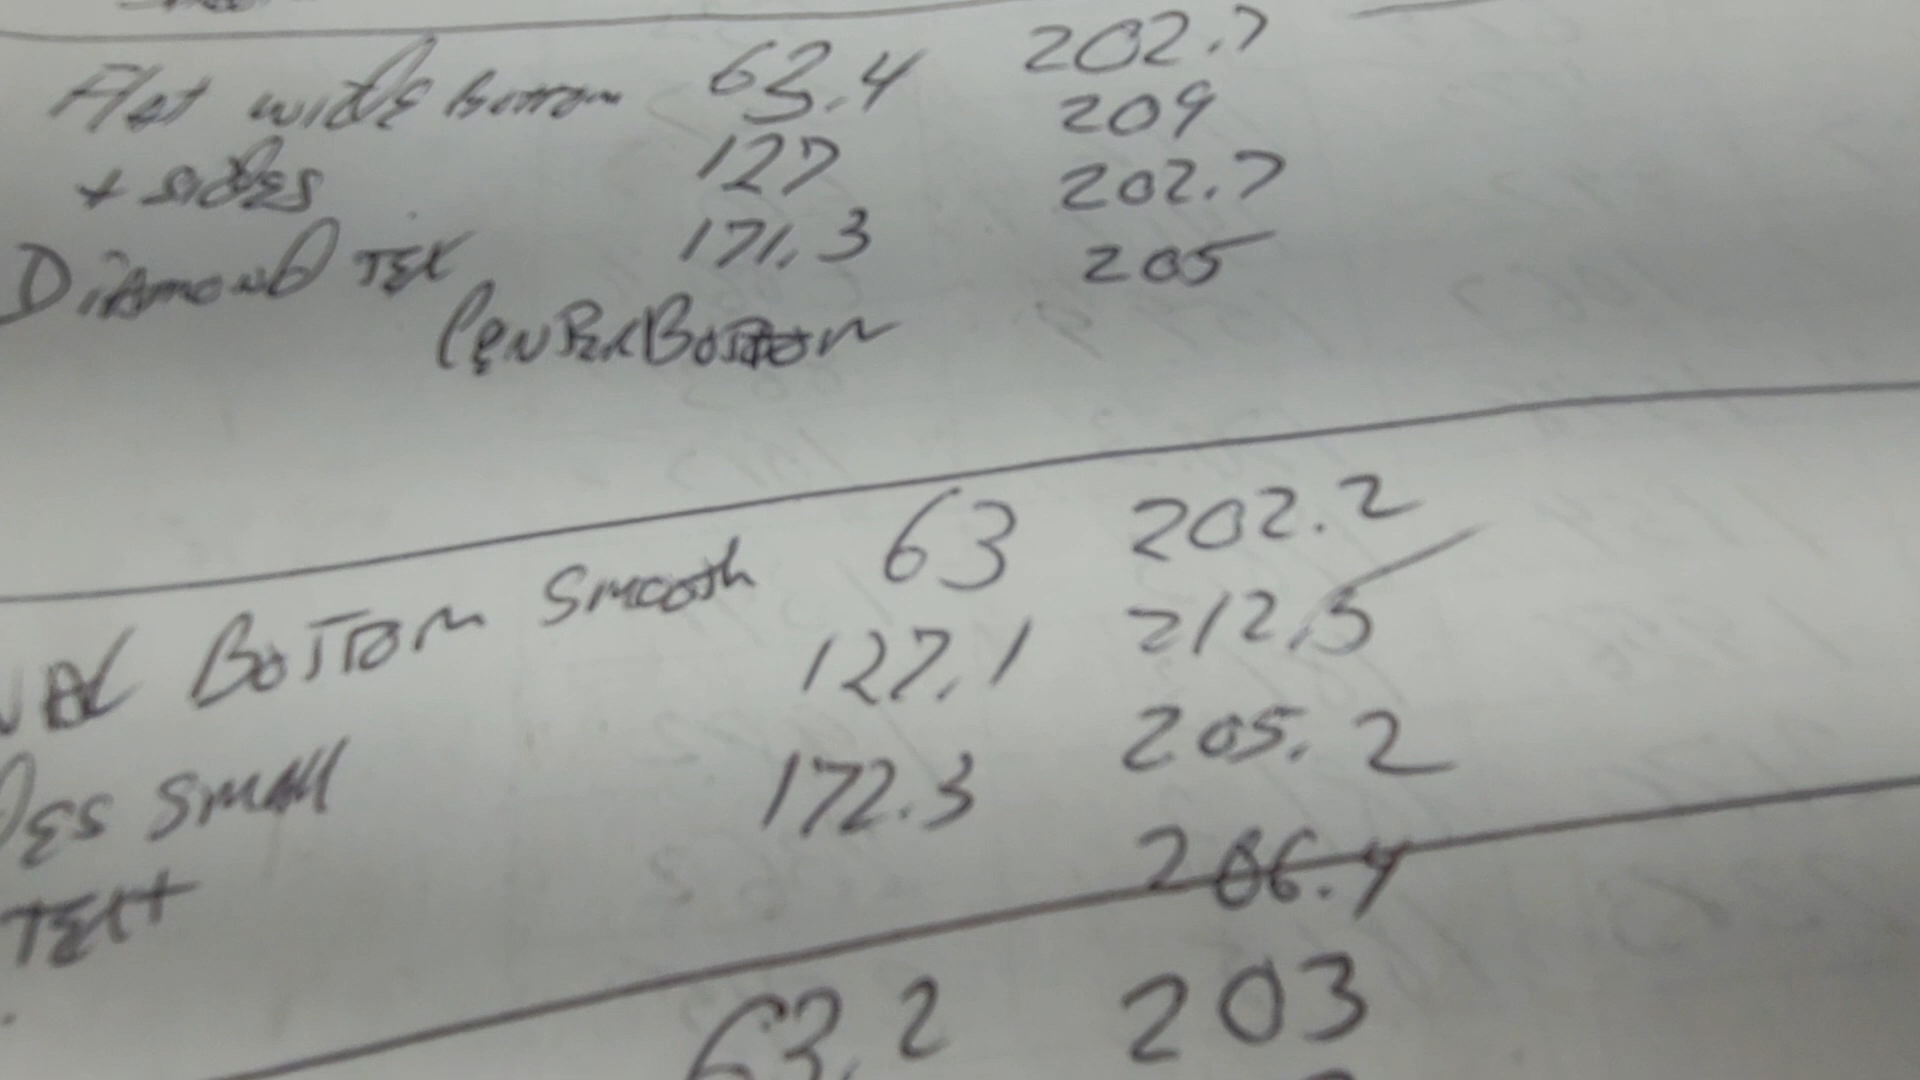 Flat wide Bottom 63.4 202.7
+ sides 127 209
Diamond TEX 171.3 202.7
205
Center Bottom
Bottom Smooth 63 202.2
127.1 212.5
small 172.3 205.2
TEXT 206.4
63.2 203